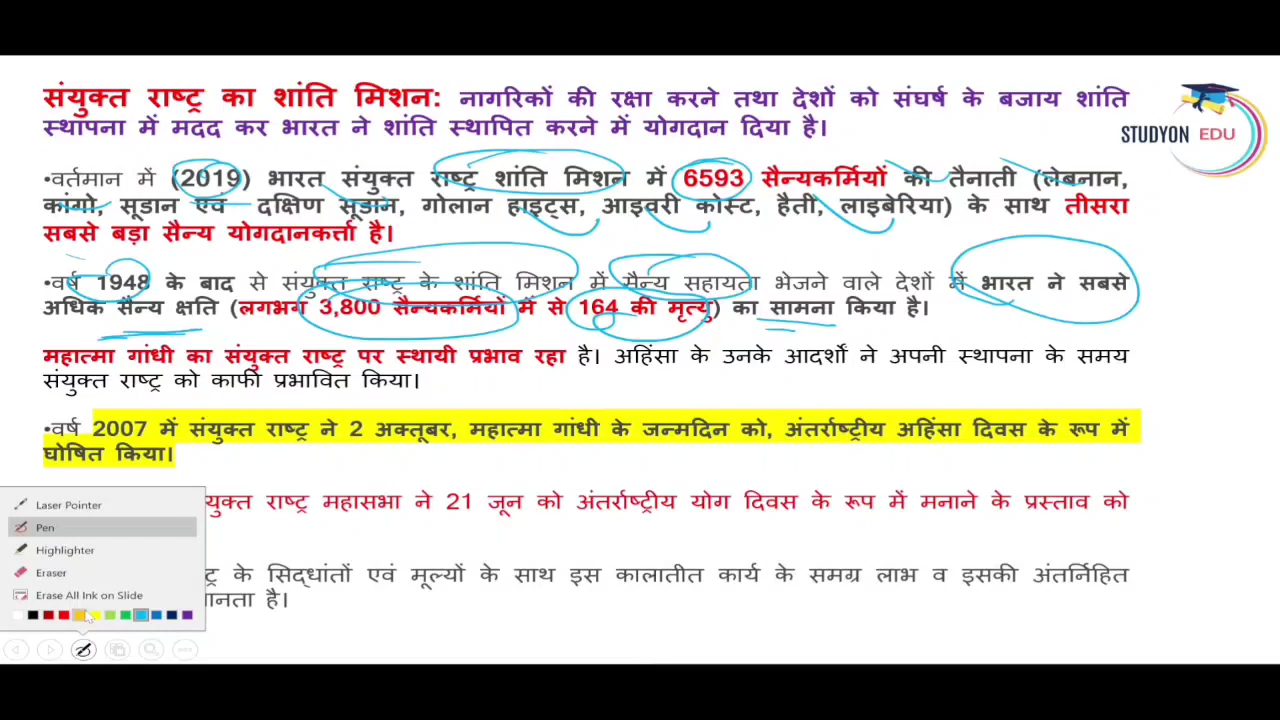 संयुक्त राष्ट्र का शांति मिशन: नागरिकों की रक्षा करने तथा देशों को संघर्ष के बजाय शांति
स्थापना में मदद कर भारत ने शांति स्थापित करने में योगदान दिया है।
STUDYON EDU
•वर्तमान में (2019) भारत संयुक्त राष्ट्र शांति मिशन में 6593 सैन्यकर्मियों की तैनाती (लेबनान,
कांगो, सूडान एवं दक्षिण सूडान, गोलान हाइट्स, आइवरी कोस्ट, हैती, लाइबेरिया) के साथ तीसरा
सबसे बड़ा सैन्य योगदानकर्त्ता है।
•वर्ष 1948 के बाद से संयुक्त राष्ट्र के शांति मिशन में सैन्य सहायता भेजने वाले देशों में भारत ने सबसे
अधिक सैन्य क्षति (लगभग 3,800 सैन्यकर्मियों में से 164 की मृत्यु) का सामना किया है।
महात्मा गांधी का संयुक्त राष्ट्र पर स्थायी प्रभाव रहा है। अहिंसा के उनके आदर्शों ने अपनी स्थापना के समय
संयुक्त राष्ट्र को काफी प्रभावित किया।
•वर्ष 2007 में संयुक्त राष्ट्र ने 2 अक्तूबर, महात्मा गांधी के जन्मदिन को, अंतर्राष्ट्रीय अहिंसा दिवस के रूप में
घोषित किया।
युक्त राष्ट्र महासभा ने 21 जून को अंतर्राष्ट्रीय योग दिवस के रूप में मनाने के प्रस्ताव को
के सिद्धांतों एवं मूल्यों के साथ इस कालातीत कार्य के समग्र लाभ व इसकी अंतर्निहित
मानता है।
Laser Pointer
Pen
Highlighter
Eraser
Erase All Ink on Slide